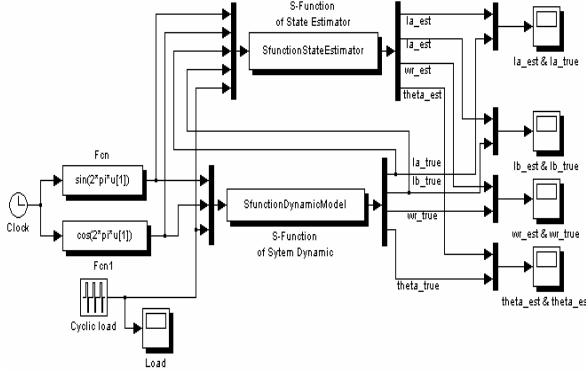 S-Function
of State Estimator
SfunctionStateEstimator
Ia_est
Ia_est
wr_est
theta_est
Ia_est & Ia_true
Ib_est & Ib_true
wr_est & wr_true
theta_est & theta_es
Fcn
sin(2*pi*u[1])
Clock
cos(2*pi*u[1])
Fcn1
Ia_true
Ib_true
wr_true
theta_true
SfunctionDynamicModel
S-Function
of Sytem Dynamic
Cyclic load
Load